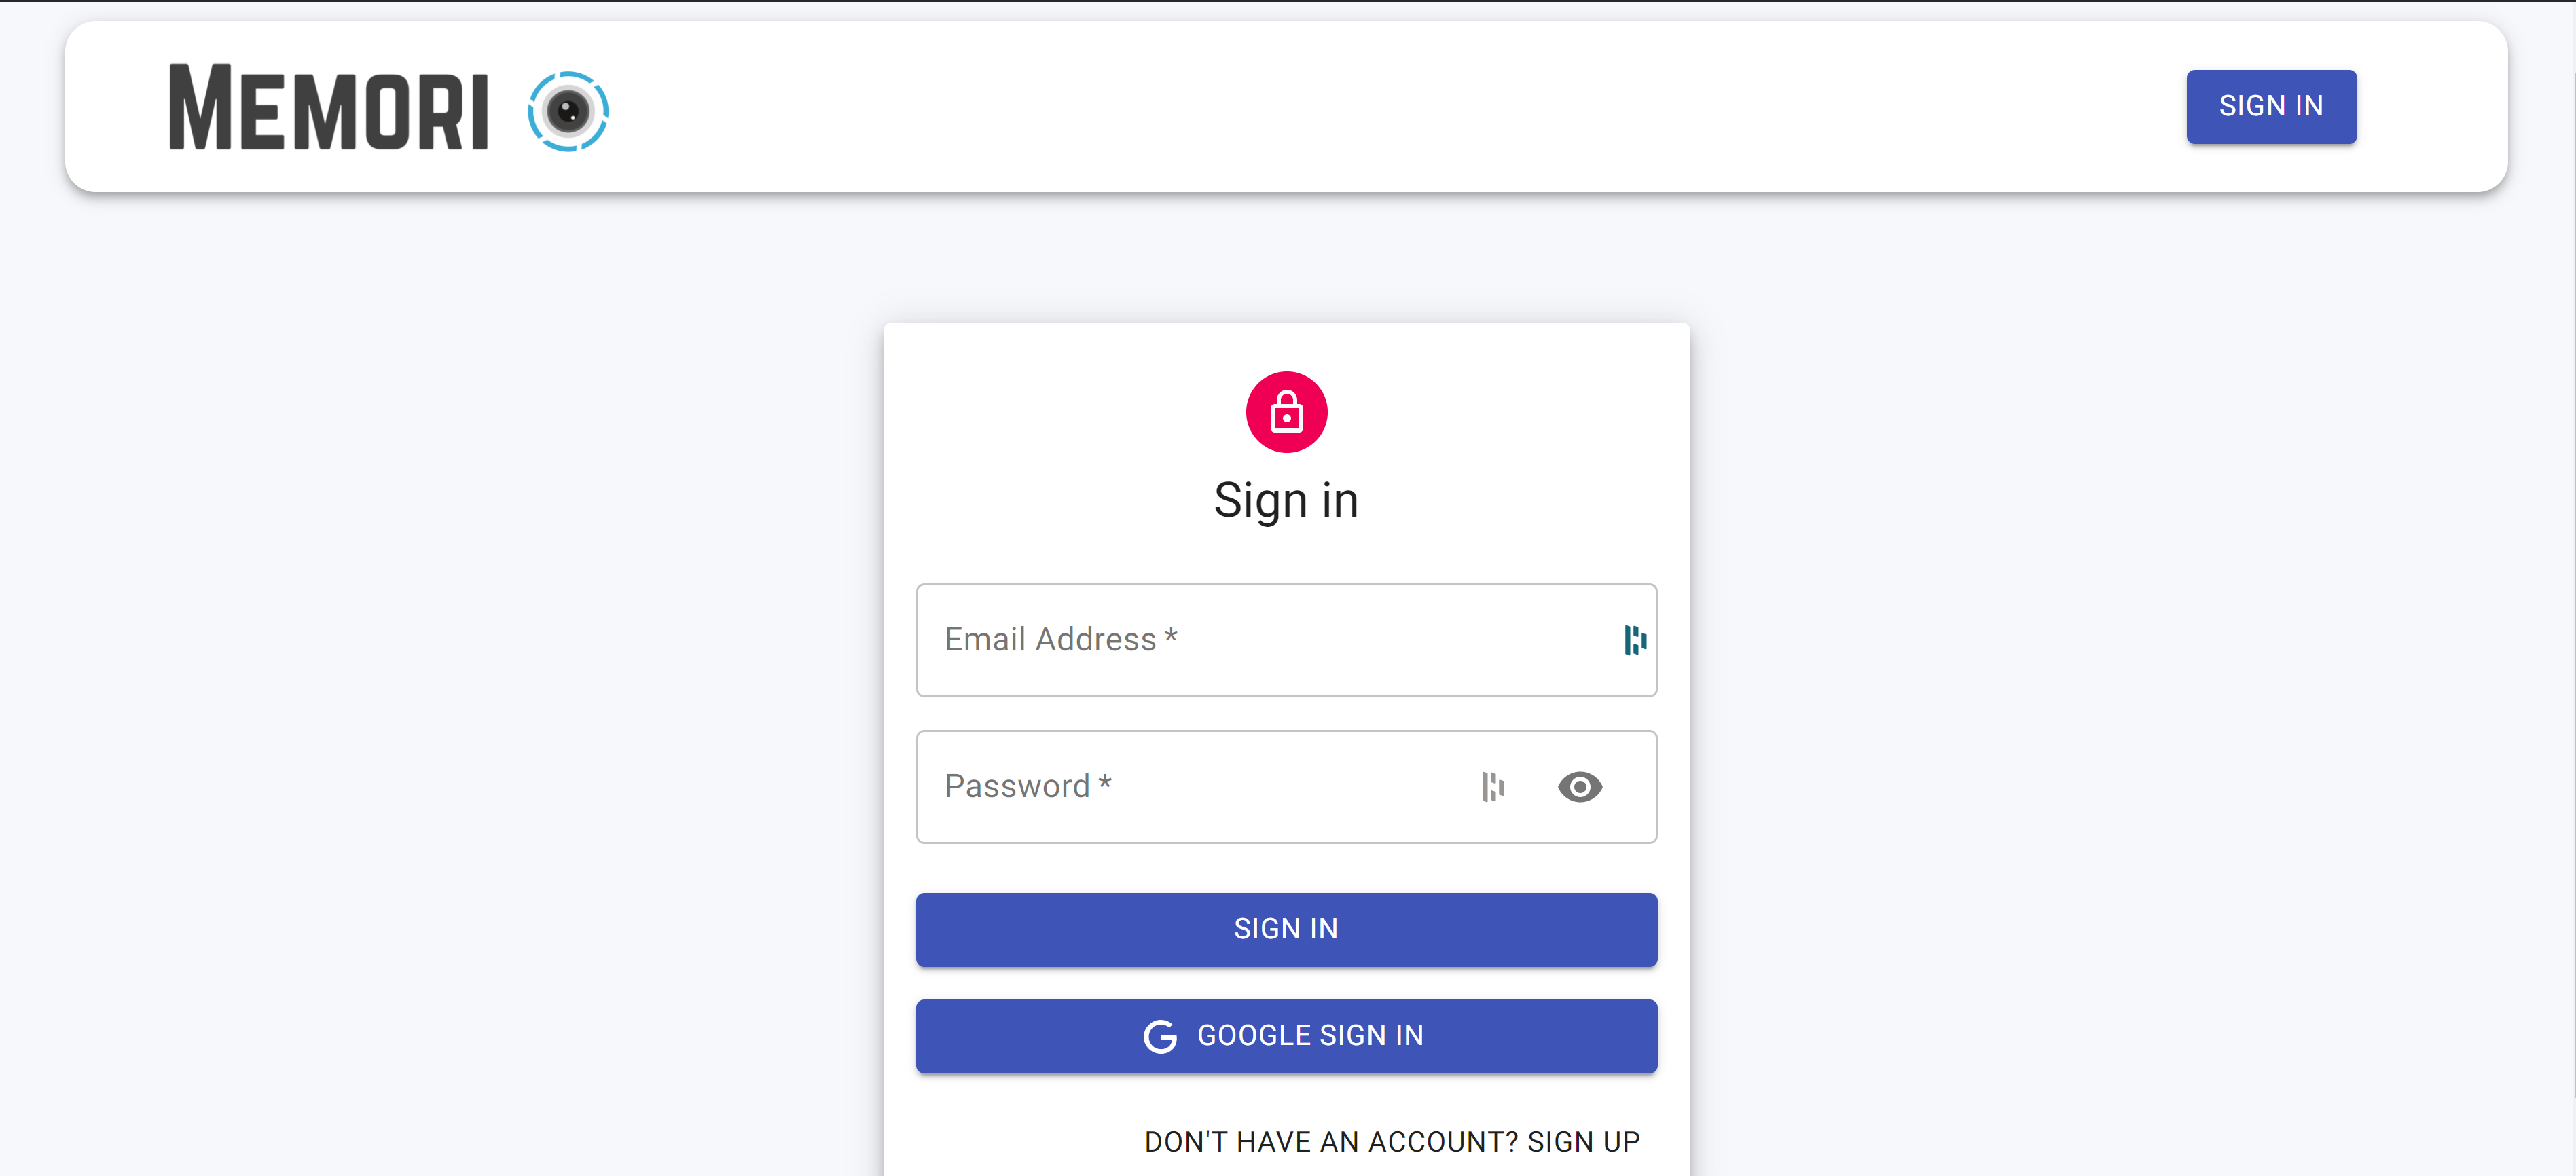 MEMORI
SIGN IN
Sign in
Email Address *
Password *
SIGN IN
GOOGLE SIGN IN
DON'T HAVE AN ACCOUNT? SIGN UP